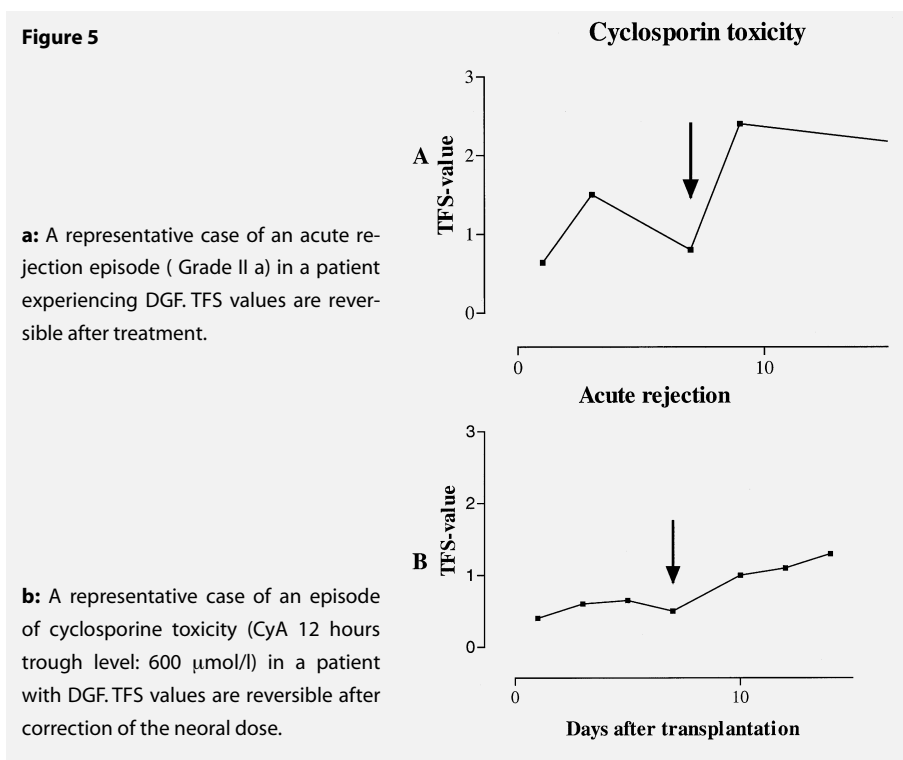 Figure 5
a: A representative case of an acute re-
jection episode ( Grade II a) in a patient
experiencing DGF. TFS values are rever-
sible after treatment.
b: A representative case of an episode
of cyclosporine toxicity (CyA 12 hours
trough level: 600 μmol/l) in a patient
with DGF. TFS values are reversible after
correction of the neoral dose.
Cyclosporin toxicity
A
TFS-value
3
2
1
0
0 10
Acute rejection
B
TFS-value
3
2
1
0
0 10
Days after transplantation